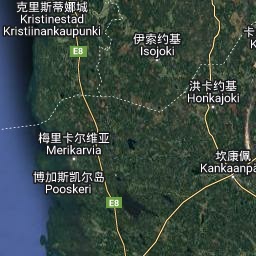 克里斯蒂娜城
Kristinestad
Kristiinankaupunki
E8
伊索约基
Isojoki
洪卡约基
Honkajoki
梅里卡尔维亚
Merikarvia
坎康佩
Kankaanpä
博加斯凯尔岛
Pooskeri
E8